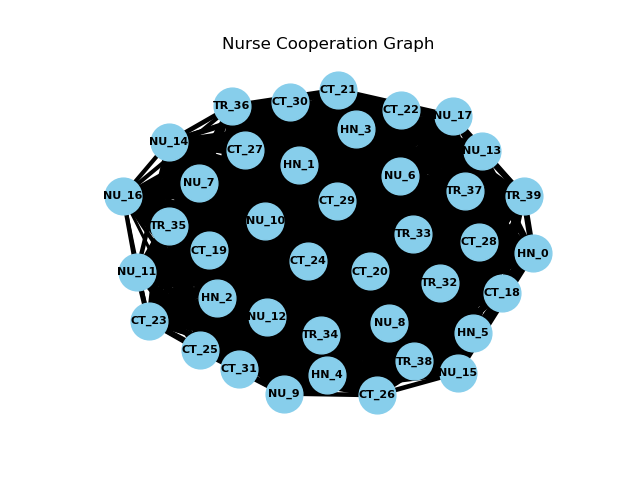 Nurse Cooperation Graph
CT_21
CT_30
TR_36
CT_22
NU_17
HN_3
NU_14
CT_27
NU_13
HN_1
NU_6
NU_7
TR_37
NU_16
TR_39
CT_29
NU_10
TR_35
TR_33
CT_28
CT_19
HN_0
CT_24
CT_20
NU_11
TR_32
CT_18
HN_2
NU_12
CT_23
NU_8
HN_5
TR_34
CT_25
TR_38
CT_31
NU_15
HN_4
NU_9
CT_26